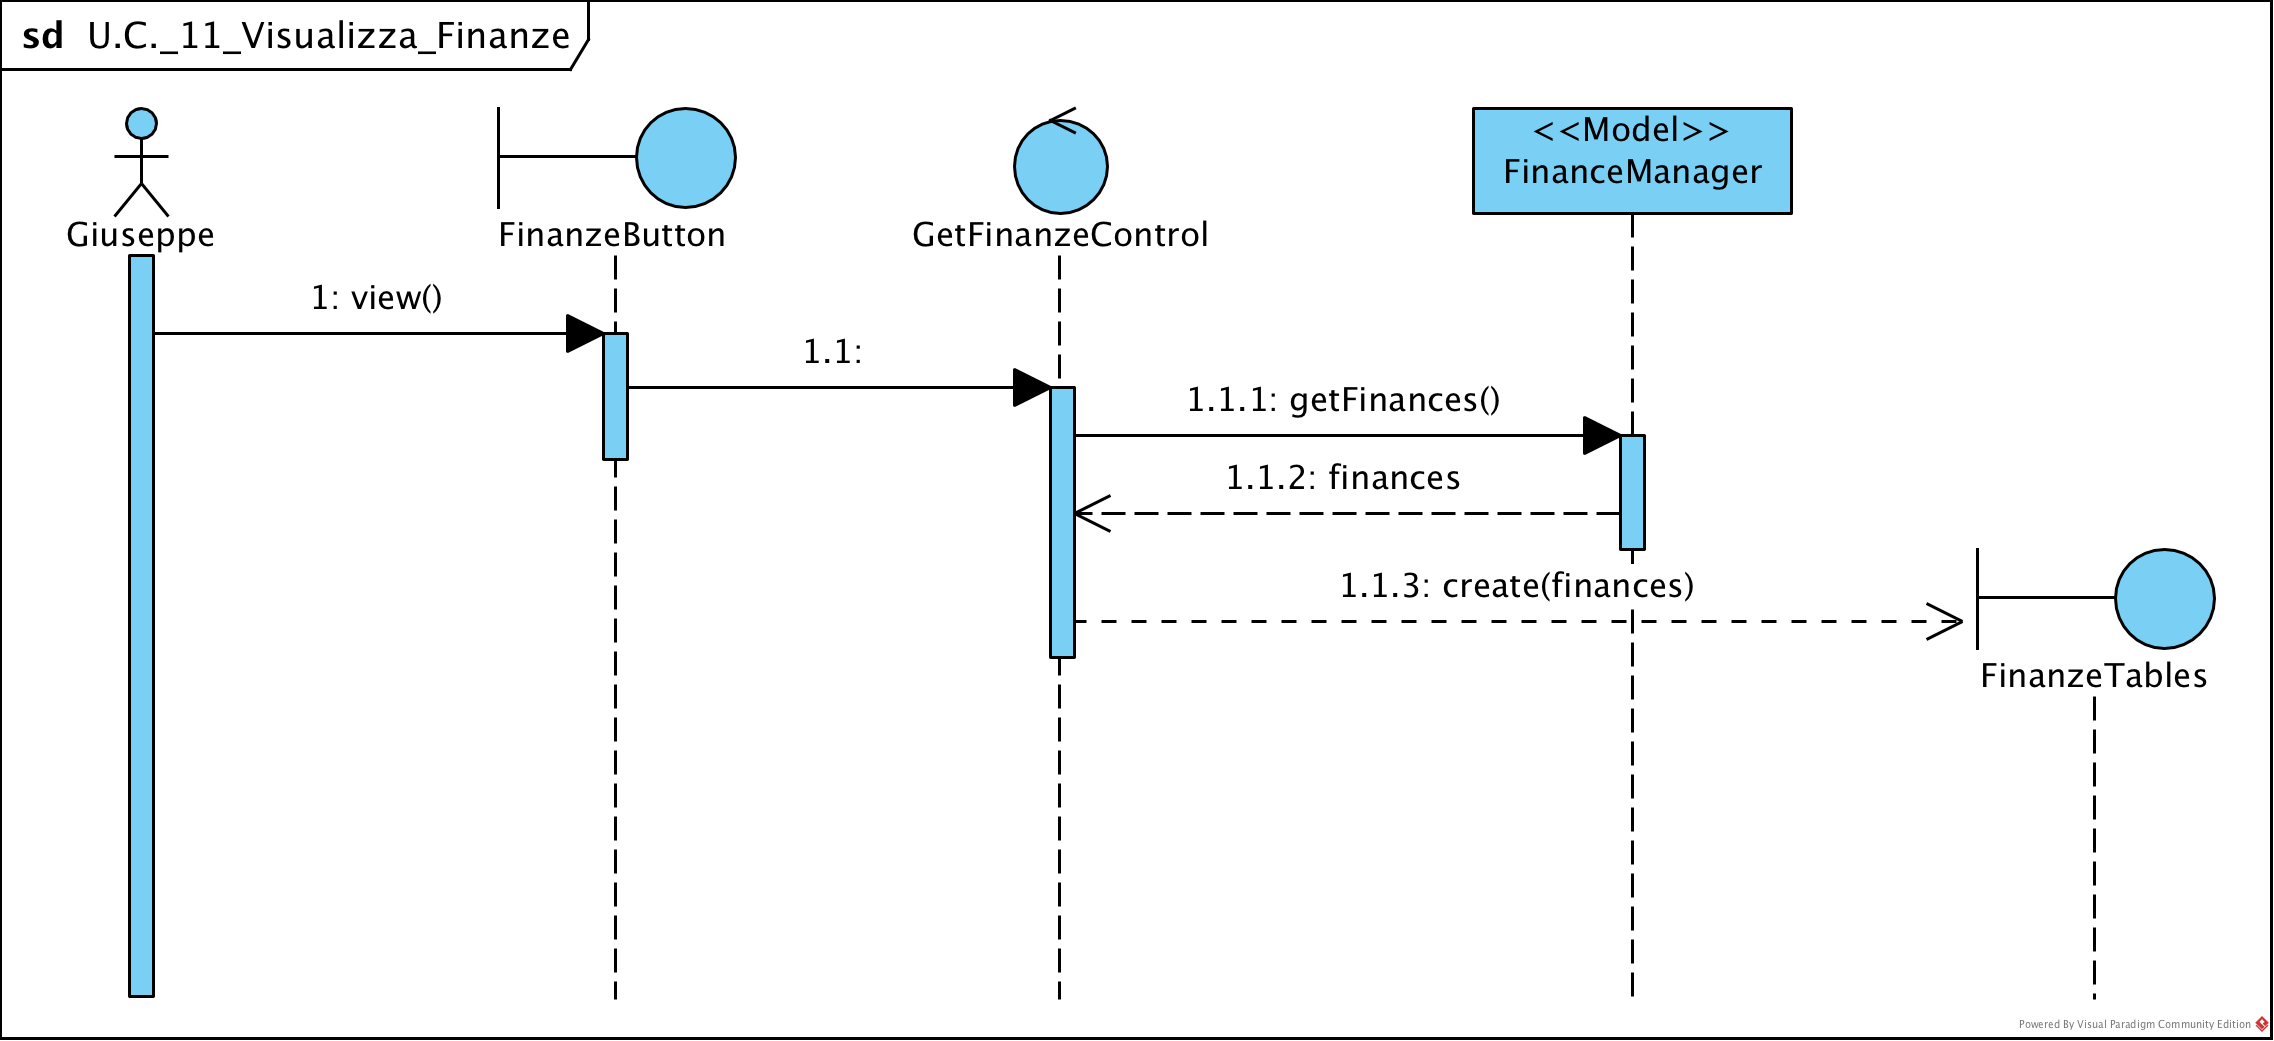 sd U.C._11_Visualizza_Finanze
<<Model>>
FinanceManager
Giuseppe
FinanzeButton
GetFinanzeControl
1: view()
1.1:
1.1.1: getFinances()
1.1.2: finances
1.1.3: create(finances)
FinanzeTables
Powered By Visual Paradigm Community Edition